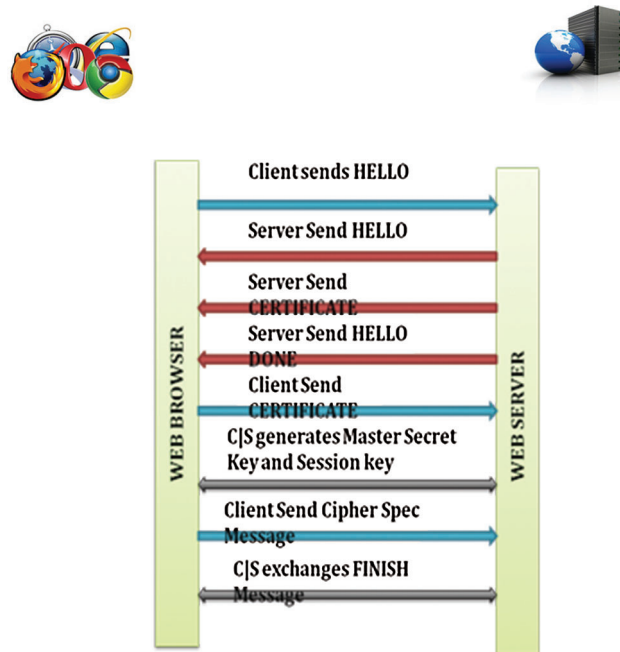 Client sends HELLO
Server Send HELLO
Server Send
CERTIFICATE
Server Send HELLO
DONE
Client Send
CERTIFICATE
C|S generates Master Secret
Key and Session key
Client Send Cipher Spec
Message
C|S exchanges FINISH
Message
WEB BROWSER
WEB SERVER